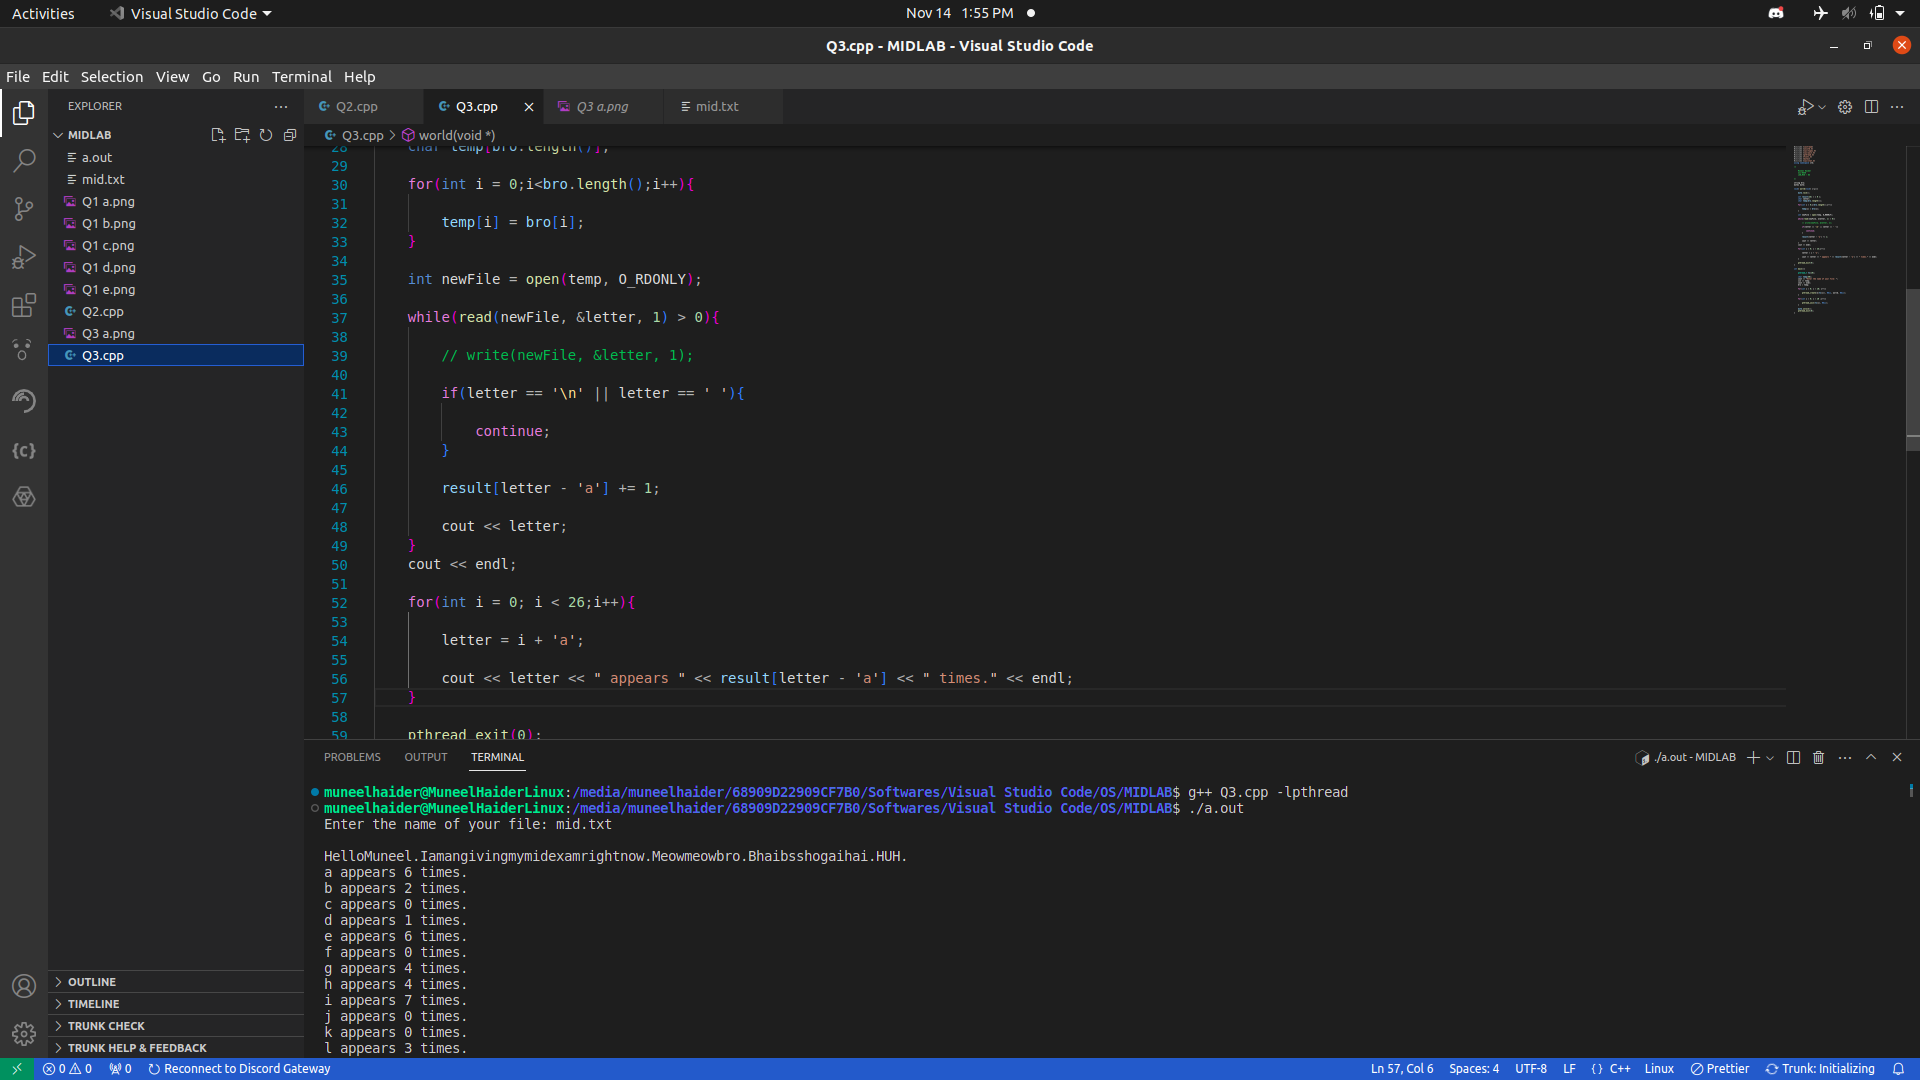 Activities
Visual Studio Code
Nov 14 1:55 PM
Q3.cpp - MIDLAB - Visual Studio Code
File Edit Selection View Go Run Terminal Help
EXPLORER
MIDLAB
a.out
mid.txt
Q1 a.png
Q1 b.png
Q1 c.png
Q1 d.png
Q1 e.png
Q2.cpp
Q3 a.png
Q3.cpp
OUTLINE
TIMELINE
TRUNK CHECK
TRUNK HELP & FEEDBACK
Q2.cpp Q3.cpp Q3 a.png mid.txt
Q3.cpp > world(void *)
28 char temp[bro.length()];
29
30 for(int i = 0;i<bro.length();i++){
31
32 temp[i] = bro[i];
33 }
34
35 int newFile = open(temp, O_RDONLY);
36
37 while(read(newFile, &letter, 1) > 0){
38
39 // write(newFile, &letter, 1);
40
41 if(letter == '\n' || letter == ' '){
42
43 continue;
44 }
45
46 result[letter - 'a'] += 1;
47
48 cout << letter;
49 }
50 cout << endl;
51
52 for(int i = 0; i < 26;i++){
53
54 letter = i + 'a';
55
56 cout << letter << " appears " << result[letter - 'a'] << " times." << endl;
57 }
58
59 pthread_exit(0);
PROBLEMS OUTPUT TERMINAL
./a.out - MIDLAB
muneelhaider@MuneelHaiderLinux:/media/muneelhaider/68909D22909CF7B0/Softwares/Visual Studio Code/OS/MIDLAB$ g++ Q3.cpp -lpthread
muneelhaider@MuneelHaiderLinux:/media/muneelhaider/68909D22909CF7B0/Softwares/Visual Studio Code/OS/MIDLAB$ ./a.out
Enter the name of your file: mid.txt
HelloMuneel.Iamangivingmymidexamrightnow.Meowmeowbro.Bhaibsshogaihai.HUH.
a appears 6 times.
b appears 2 times.
c appears 0 times.
d appears 1 times.
e appears 6 times.
f appears 0 times.
g appears 4 times.
h appears 4 times.
i appears 7 times.
j appears 0 times.
k appears 0 times.
l appears 3 times.
0 0 0 Reconnect to Discord Gateway
Ln 57, Col 6 Spaces: 4 UTF-8 LF {} C++ Linux Prettier Trunk: Initializing